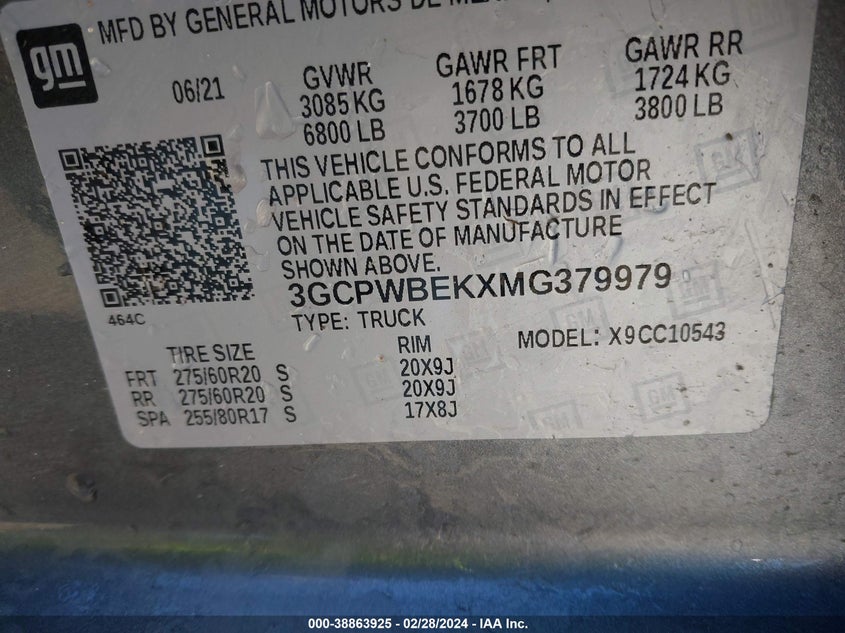 MFD BY GENERAL MOTORS DE
gm
06/21
GVWR
3085 KG
6800 LB
GAWR FRT
1678 KG
3700 LB
GAWR RR
1724 KG
3800 LB
THIS VEHICLE CONFORMS TO ALL
APPLICABLE U.S. FEDERAL MOTOR
VEHICLE SAFETY STANDARDS IN EFFECT
ON THE DATE OF MANUFACTURE
SHOWN ABOVE.
464C
3GCPWBEKXMG379979
TYPE: TRUCK
MODEL: X9CC10543
TIRE SIZE RIM
FRT 275/60R20 S 20X9J
RR 275/60R20 S 20X9J
SPA 255/80R17 S 17X8J
000-38863925 - 02/28/2024 - IAA Inc.